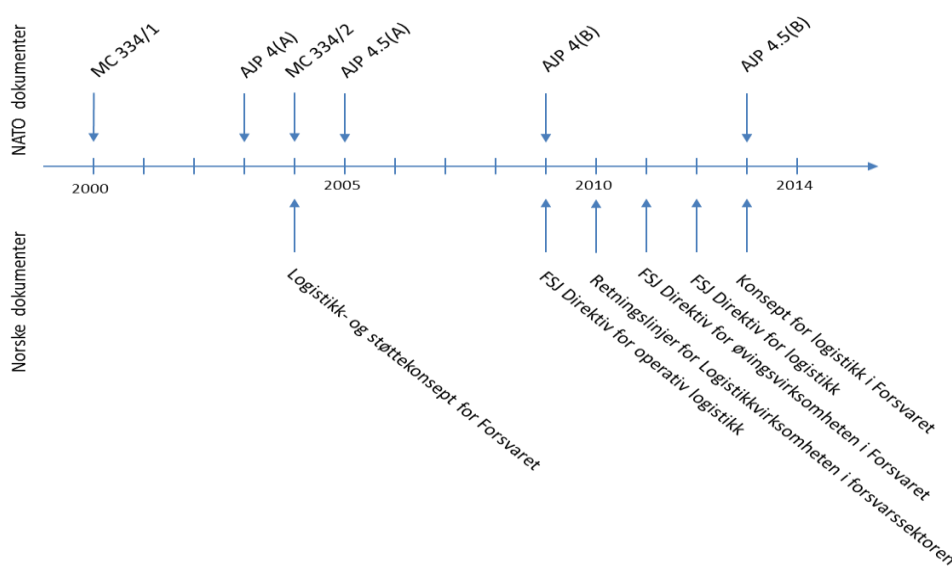 NATO dokumenter
MC 334/1
AJP 4(A)
MC 334/2
AJP 4.5(A)
AJP 4(B)
AJP 4.5(B)
2000
2005
2010
2014
Norske dokumenter
Logistikk- og støttekonsept for Forsvaret
FSJ Direktiv for operativ logistikk
Retningslinjer for Logistikkvirksomheten i forsvarssektoren
FSJ Direktiv for øvingsvirksomheten i Forsvaret
FSJ Direktiv for logistikk
Konsept for logistikk i Forsvaret